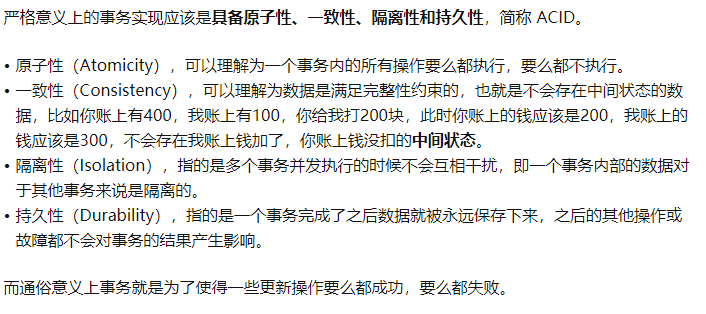 严格意义上的事务实现应该是具备原子性、一致性、隔离性和持久性，简称 ACID。
• 原子性（Atomicity），可以理解为一个事务内的所有操作要么都执行，要么都不执行。
• 一致性（Consistency），可以理解为数据是满足完整性约束的，也就是不会存在中间状态的数
据，比如你账上有400，我账上有100，你给我打200块，此时你账上的钱应该是200，我账上的
钱应该是300，不会存在我账上钱加了，你账上钱没扣的中间状态。
• 隔离性（Isolation），指的是多个事务并发执行的时候不会互相干扰，即一个事务内部的数据对
于其他事务来说是隔离的。
• 持久性（Durability），指的是一个事务完成了之后数据就被永远保存下来，之后的其他操作或
故障都不会对事务的结果产生影响。
而通俗意义上事务就是为了使得一些更新操作要么都成功，要么都失败。